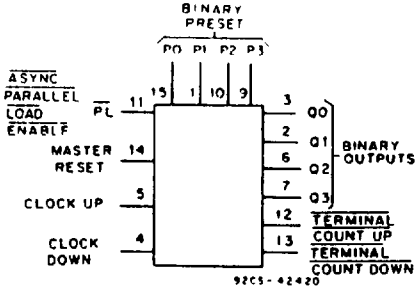 BINARY
PRESET
P0 P1 P2 P3
ASYNC
PARALLEL
LOAD
ENABLE
PL
11
15 1 10 9
3 Q0
2 Q1
6 Q2
7 Q3
BINARY
OUTPUTS
MASTER
RESET
14
CLOCK UP
5
CLOCK
DOWN
4
12 TERMINAL
COUNT UP
13 TERMINAL
COUNT DOWN
92CS-42420